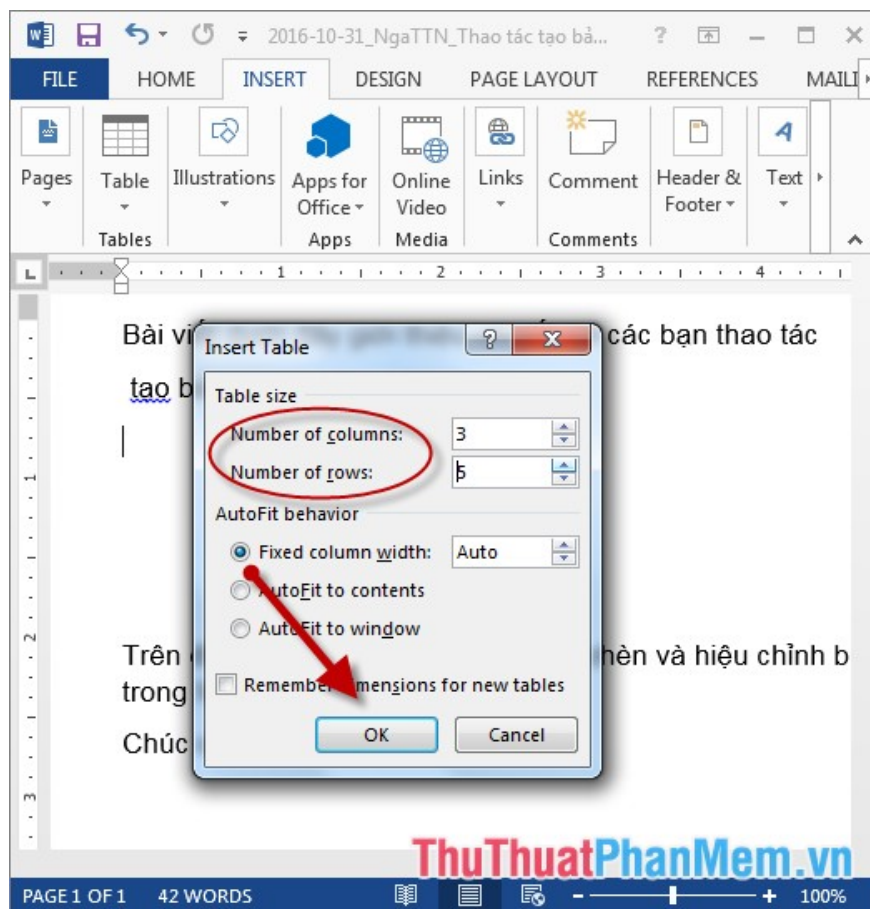 2016-10-31_NgaTTN_Thao tác tạo bả...
FILE HOME INSERT DESIGN PAGE LAYOUT REFERENCES MAILI
Pages Table Illustrations Apps for Office Online Video Links Comment Header & Footer Text
Tables Apps Media Comments
1 2 3 4
Bài các bạn thao tác
tạo
Insert Table
Table size
Number of columns: 3
Number of rows: 5
AutoFit behavior
Fixed column width: Auto
AutoFit to contents
AutoFit to window
Remember dimensions for new tables
OK Cancel
Trên và hiệu chỉnh b
trong
Chúc
1
2
3
ThuThuatPhanMem.vn
PAGE 1 OF 1 42 WORDS 100%